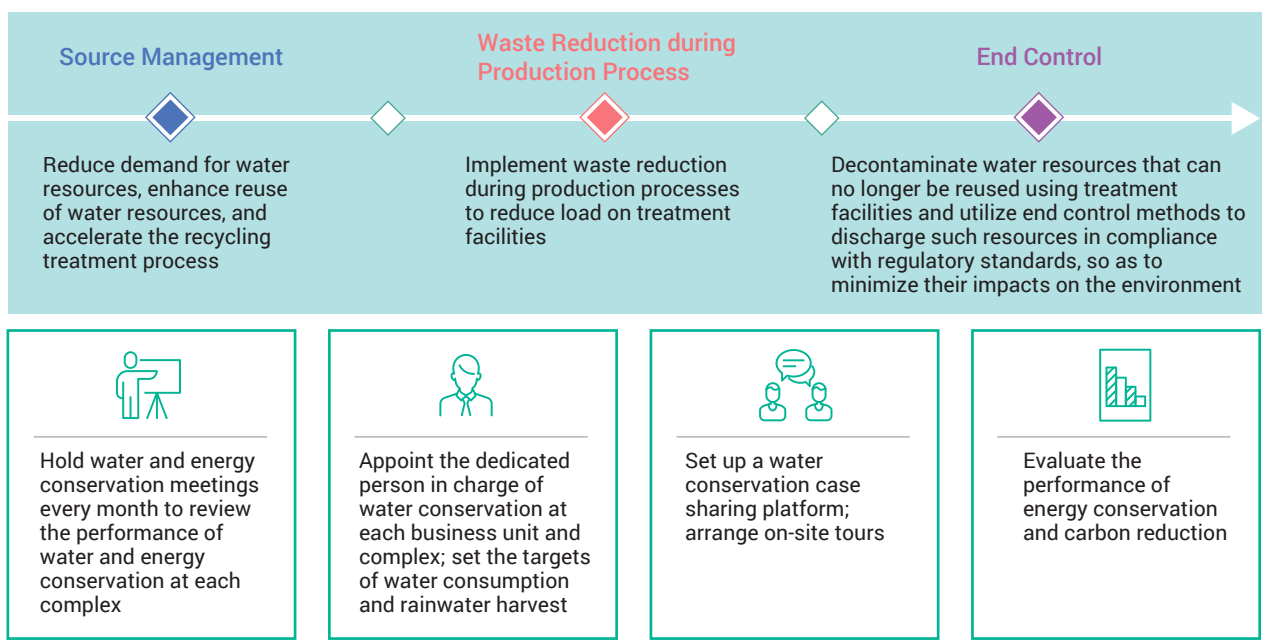 Source Management
Waste Reduction during
Production Process
End Control
Reduce demand for water
resources, enhance reuse
of water resources, and
accelerate the recycling
treatment process
Implement waste reduction
during production processes
to reduce load on treatment
facilities
Decontaminate water resources that can
no longer be reused using treatment
facilities and utilize end control methods to
discharge such resources in compliance
with regulatory standards, so as to
minimize their impacts on the environment
Hold water and energy
conservation meetings
every month to review
the performance of
water and energy
conservation at each
complex
Appoint the dedicated
person in charge of
water conservation at
each business unit and
complex; set the targets
of water consumption
and rainwater harvest
Set up a water
conservation case
sharing platform;
arrange on-site tours
Evaluate the
performance of
energy conservation
and carbon reduction